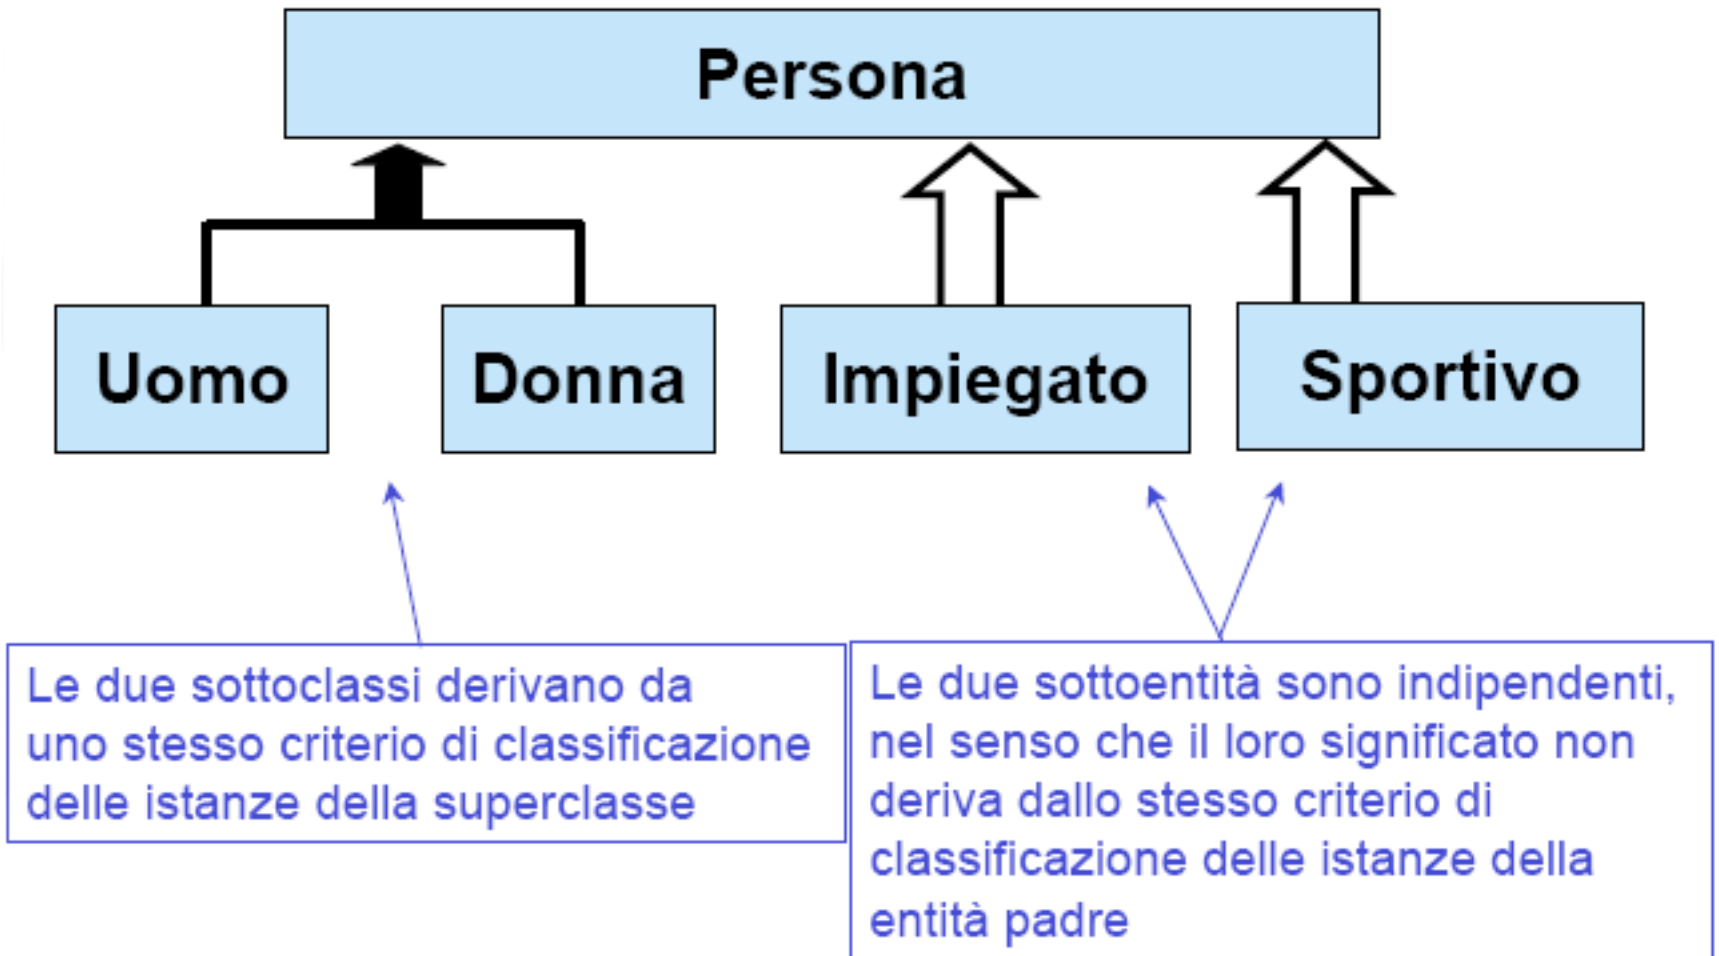 Persona
Uomo
Donna
Impiegato
Sportivo
Le due sottoclassi derivano da
uno stesso criterio di classificazione
delle istanze della superclasse
Le due sottoentità sono indipendenti,
nel senso che il loro significato non
deriva dallo stesso criterio di
classificazione delle istanze della
entità padre